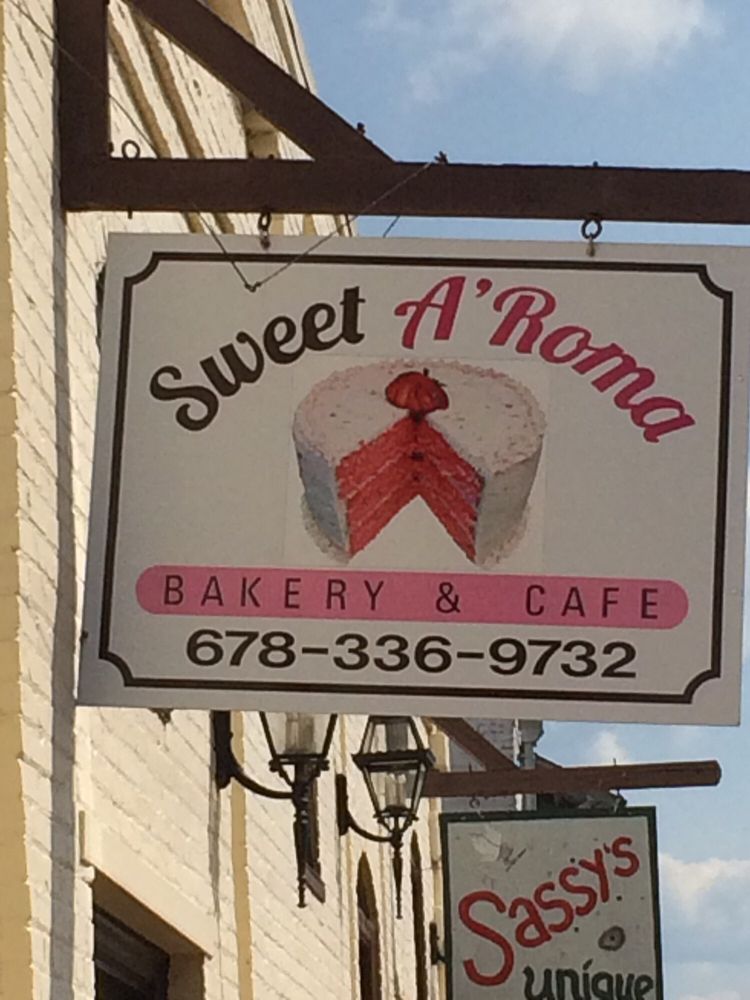 Sweet A'Roma
BAKERY & CAFE
678-336-9732
Sassy's
unique